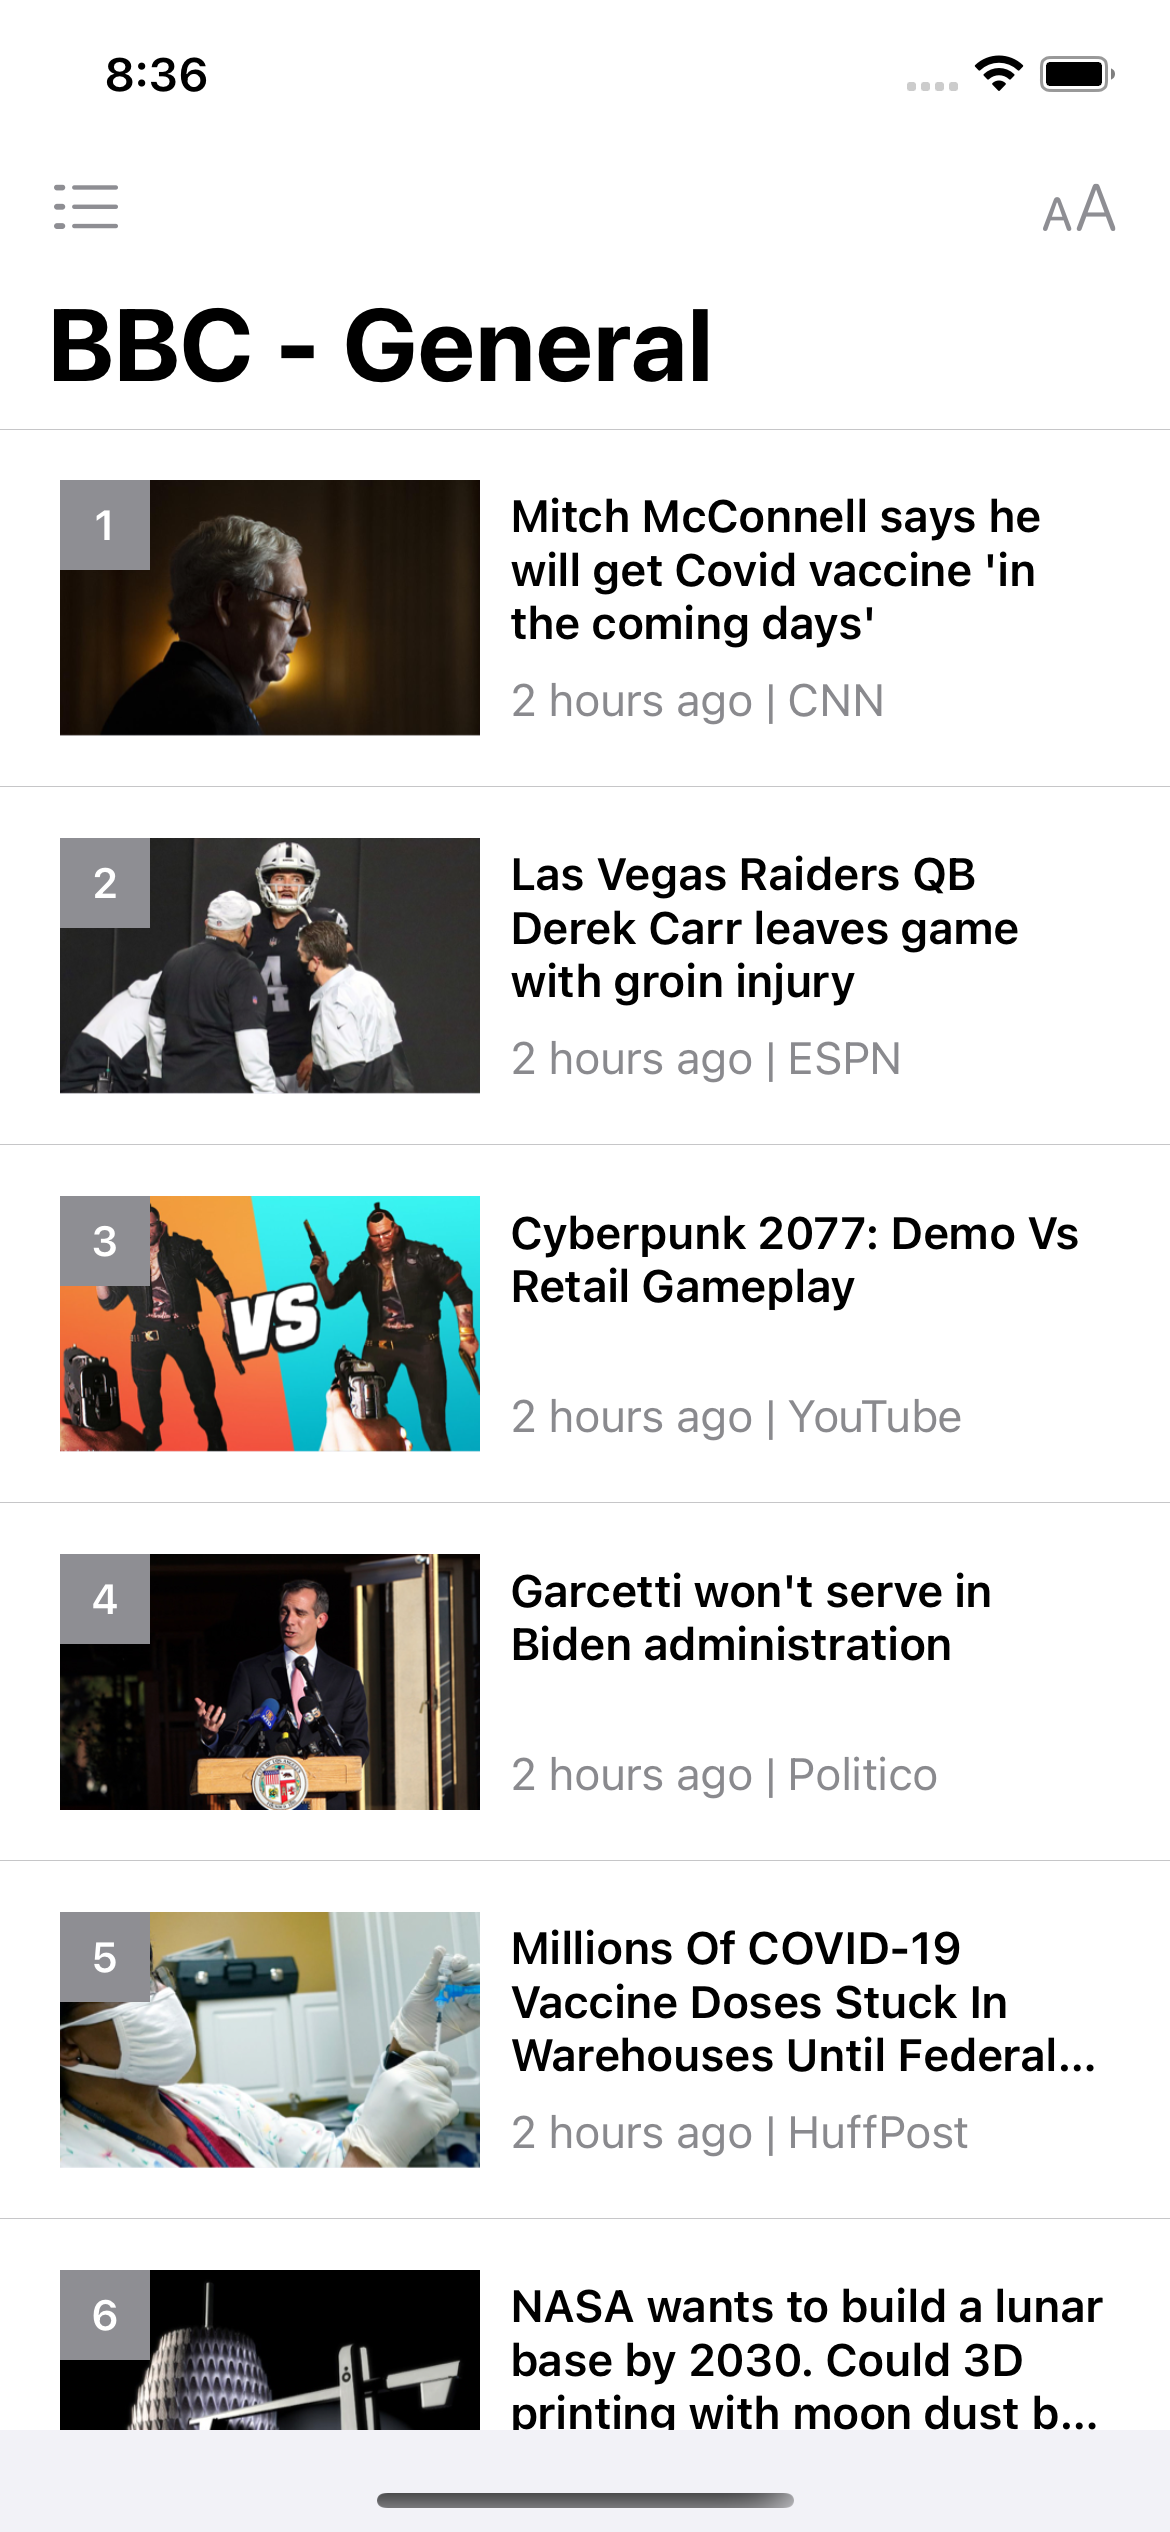 8:36
AA
BBC - General
1
Mitch McConnell says he
will get Covid vaccine 'in
the coming days'
2 hours ago | CNN
2
4
Las Vegas Raiders QB
Derek Carr leaves game
with groin injury
2 hours ago | ESPN
3
VS
Cyberpunk 2077: Demo Vs
Retail Gameplay
2 hours ago | YouTube
4
Garcetti won't serve in
Biden administration
2 hours ago | Politico
5
Millions Of COVID-19
Vaccine Doses Stuck In
Warehouses Until Federal...
2 hours ago | HuffPost
6
NASA wants to build a lunar
base by 2030. Could 3D
printing with moon dust b...